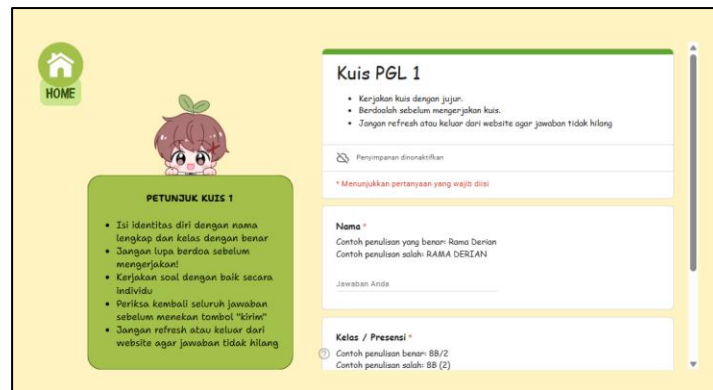 HOME
PETUNJUK KUIS 1
• Isi identitas diri dengan nama
lengkap dan kelas dengan benar
• Jangan lupa berdoa sebelum
mengerjakan!
• Kerjakan soal dengan baik secara
individu
• Periksa kembali seluruh jawaban
sebelum menekan tombol "kirim"
• Jangan refresh atau keluar dari
website agar jawaban tidak hilang
Kuis PGL 1
• Kerjakan kuis dengan jujur.
• Berdoalah sebelum mengerjakan kuis.
• Jangan refresh atau keluar dari website agar jawaban tidak hilang
Penyimpanan dinonaktifkan
* Menunjukkan pertanyaan yang wajib diisi
Nama *
Contoh penulisan yang benar: Rama Derian
Contoh penulisan salah: RAMA DERIAN
Jawaban Anda
Kelas / Presensi *
Contoh penulisan benar: 8B/2
Contoh penulisan salah: 8B (2)